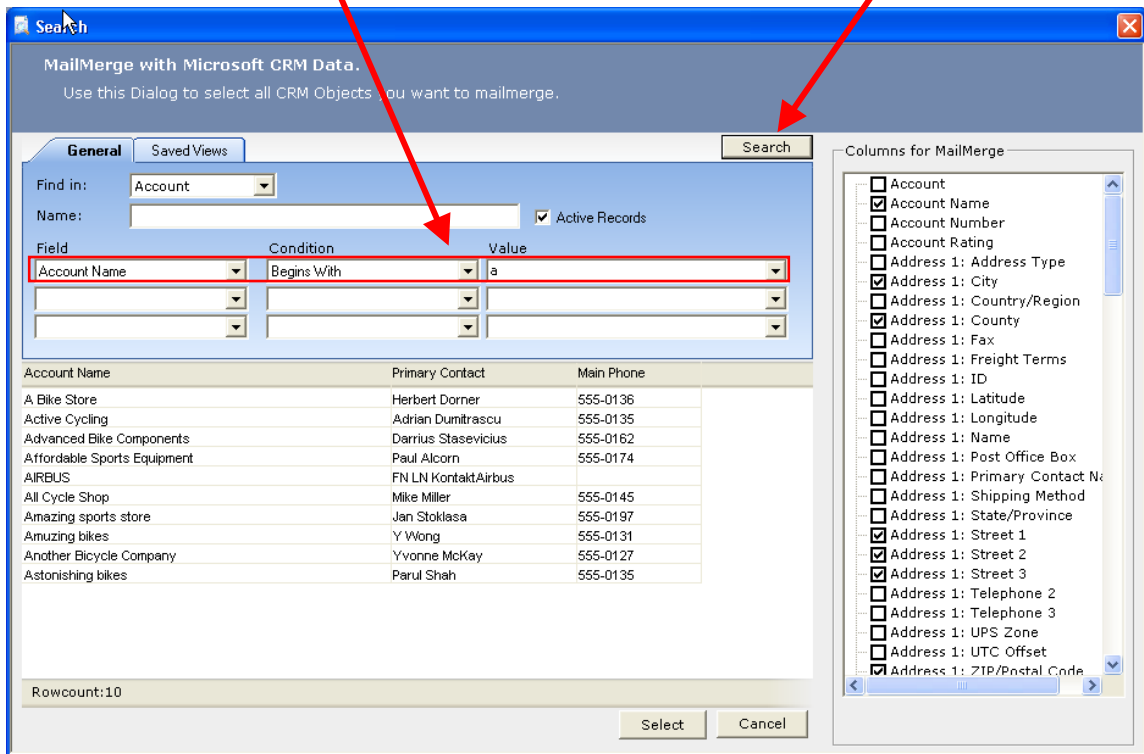 Search
MailMerge with Microsoft CRM Data.
Use this Dialog to select all CRM Objects you want to mailmerge.
General Saved Views Search
Find in: Account
Name: Active Records
Field Condition Value
Account Name Begins With a
Account Name Primary Contact Main Phone
A Bike Store Herbert Dorner 555-0136
Active Cycling Adrian Dumitrascu 555-0135
Advanced Bike Components Darrius Stasevicius 555-0162
Affordable Sports Equipment Paul Alcorn 555-0174
AIRBUS FN LN KontaktAirbus
All Cycle Shop Mike Miller 555-0145
Amazing sports store Jan Stoklasa 555-0197
Amuzing bikes Y Wong 555-0131
Another Bicycle Company Yvonne McKay 555-0127
Astonishing bikes Parul Shah 555-0135
Rowcount:10
Select Cancel
Columns for MailMerge
Account
Account Name
Account Number
Account Rating
Address 1: Address Type
Address 1: City
Address 1: Country/Region
Address 1: County
Address 1: Fax
Address 1: Freight Terms
Address 1: ID
Address 1: Latitude
Address 1: Longitude
Address 1: Name
Address 1: Post Office Box
Address 1: Primary Contact Na
Address 1: Shipping Method
Address 1: State/Province
Address 1: Street 1
Address 1: Street 2
Address 1: Street 3
Address 1: Telephone 2
Address 1: Telephone 3
Address 1: UPS Zone
Address 1: UTC Offset
Address 1: ZIP/Postal Code